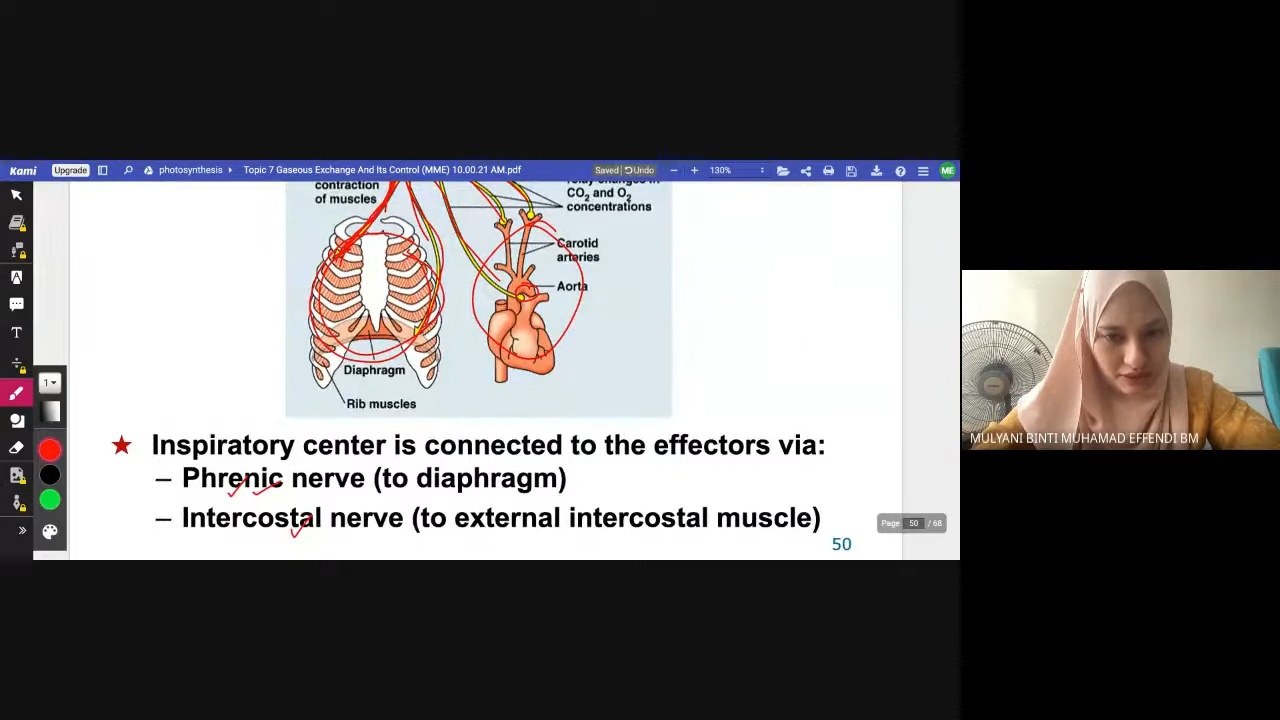 Kami
Upgrade
photosynthesis
Topic 7 Gaseous Exchange And Its Control (MME) 10.00.21 AM.pdf
Saved Undo
130%
ME
contraction
of muscles
CO2 and O2
concentrations
Carotid
arteries
Aorta
Diaphragm
Rib muscles
1
★ Inspiratory center is connected to the effectors via:
– Phrenic nerve (to diaphragm)
– Intercostal nerve (to external intercostal muscle)
Page 50 / 68
50
MULYANI BINTI MUHAMAD EFFENDI BM